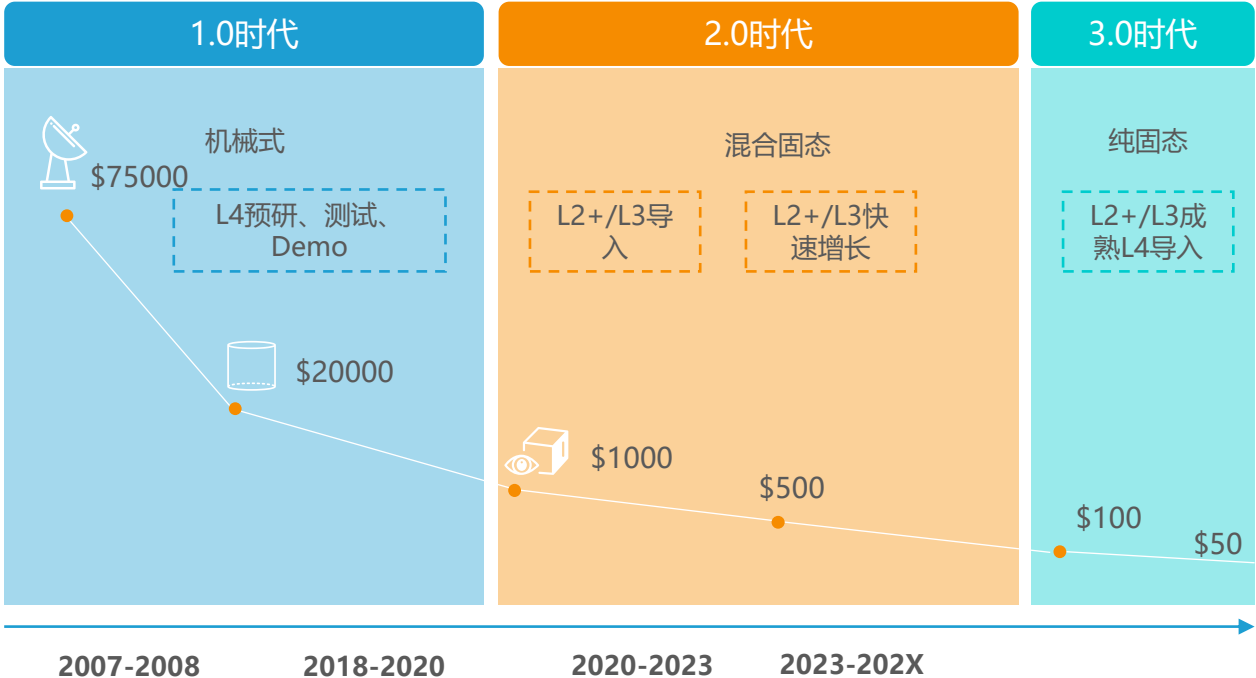 1.0时代
2.0时代
3.0时代
机械式
混合固态
纯固态
$75000
L4预研、测试、
Demo
L2+/L3导
入
L2+/L3快
速增长
L2+/L3成
熟L4导入
$20000
$1000
$500
$100
$50
2007-2008
2018-2020
2020-2023
2023-202X